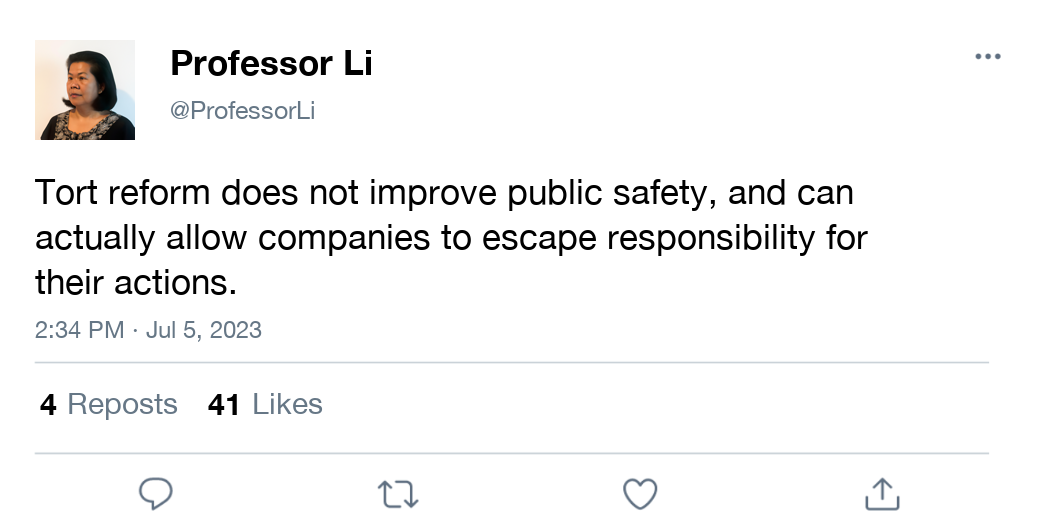 Professor Li
@ProfessorLi
Tort reform does not improve public safety, and can
actually allow companies to escape responsibility for
their actions.
2:34 PM · Jul 5, 2023
4 Reposts 41 Likes